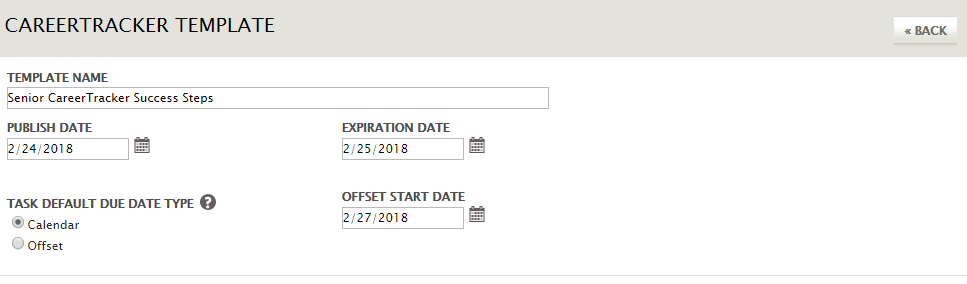 CAREERTRACKER TEMPLATE
« BACK
TEMPLATE NAME
Senior CareerTracker Success Steps
PUBLISH DATE
EXPIRATION DATE
2/24/2018
2/25/2018
TASK DEFAULT DUE DATE TYPE ?
OFFSET START DATE
Calendar
2/27/2018
Offset